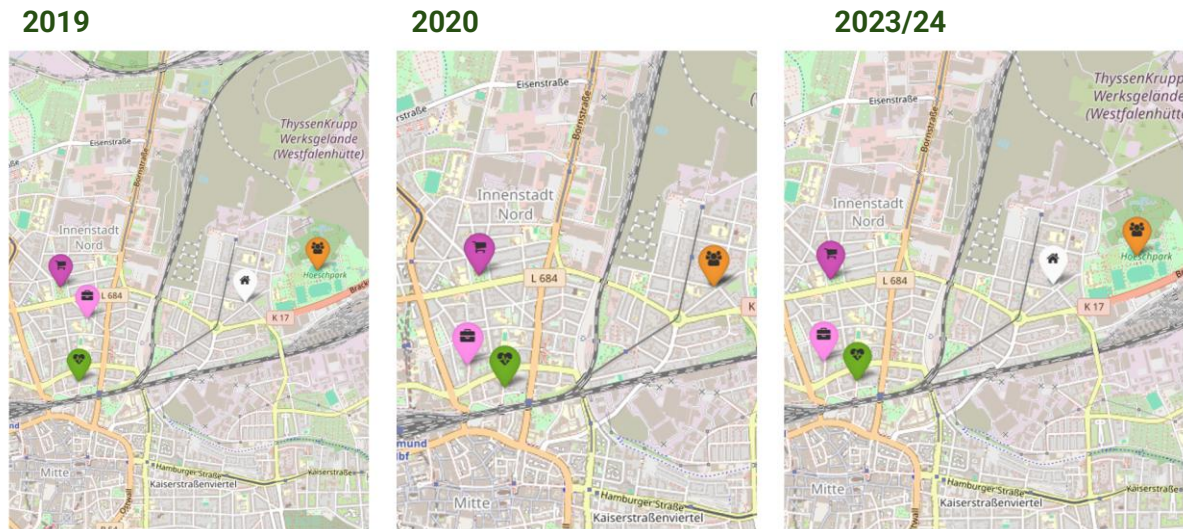 2019
2020
2023/24
Eisenstraße
Bornstraße
ThyssenKrupp
Werksgelände
(Westfalenhütte)
Innenstadt
Nord
Hoeschpark
L 684
K 17
Mitte
Hamburger Straße
Kaiserstraßenviertel
Kaiserstraße
Eisenstraße
Bornstraße
Innenstadt
Nord
L 684
K
Mitte
Hamburger Straße
Kaiserstraßenviertel
Eisenstraße
Bornstraße
ThyssenKrupp
Werksgelände
(Westfalenhütte
Innenstadt
Nord
Hoeschpark
L 684
K 17
Mitte
Hamburger Straße
Kaiserstraßenviertel
Kaiserstraße